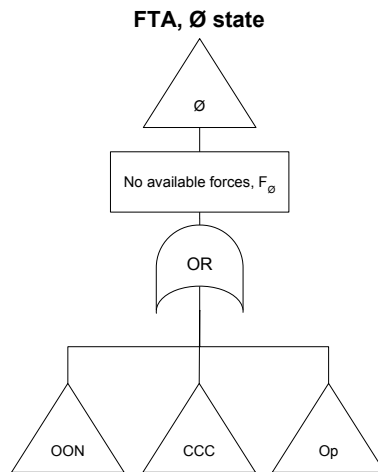 FTA, Ø state
Ø
No available forces, Fø
OR
OON
CCC
Op